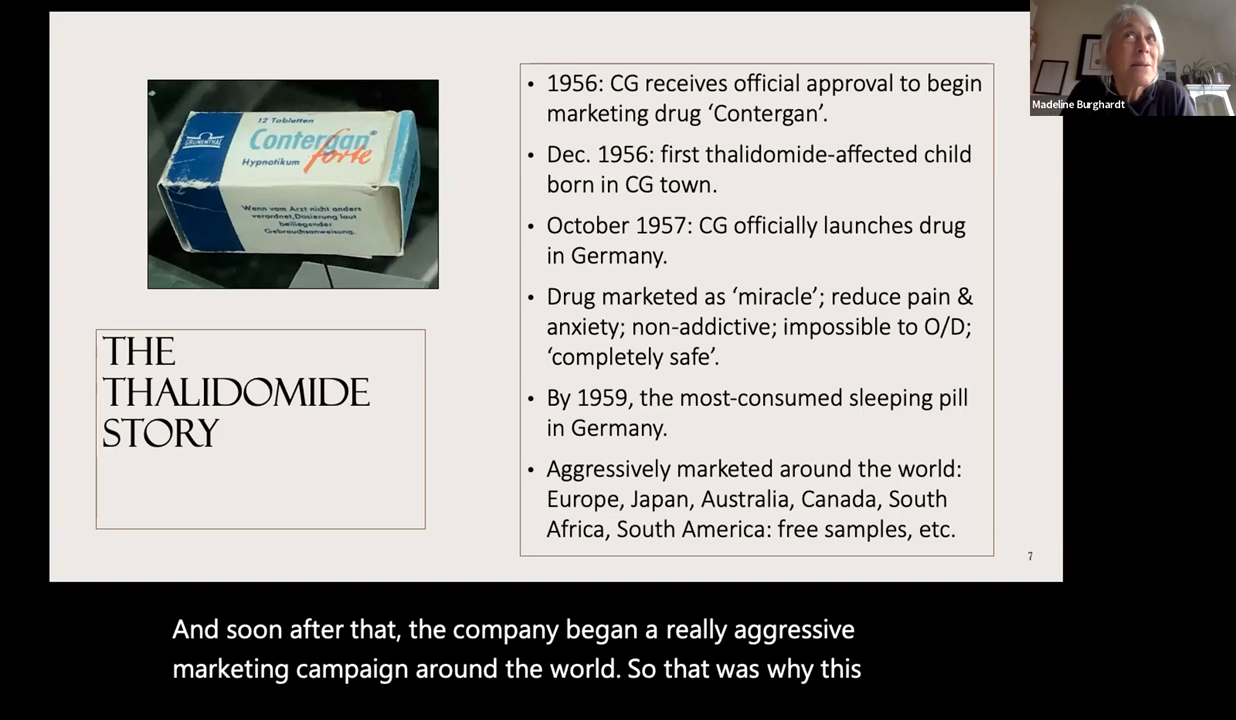 12 Tabletten
Contergan®
forte
Hypnotikum
GRÜNENTHAL
Wenn vom Arzt nicht anders
verordnet, Dosierung laut
beiliegender
Gebrauchsanweisung.
THE
THALIDOMIDE
STORY
• 1956: CG receives official approval to begin
marketing drug ‘Contergan’.
• Dec. 1956: first thalidomide-affected child
born in CG town.
• October 1957: CG officially launches drug
in Germany.
• Drug marketed as ‘miracle’; reduce pain &
anxiety; non-addictive; impossible to O/D;
‘completely safe’.
• By 1959, the most-consumed sleeping pill
in Germany.
• Aggressively marketed around the world:
Europe, Japan, Australia, Canada, South
Africa, South America: free samples, etc.
7
Madeline Burghardt
And soon after that, the company began a really aggressive
marketing campaign around the world. So that was why this